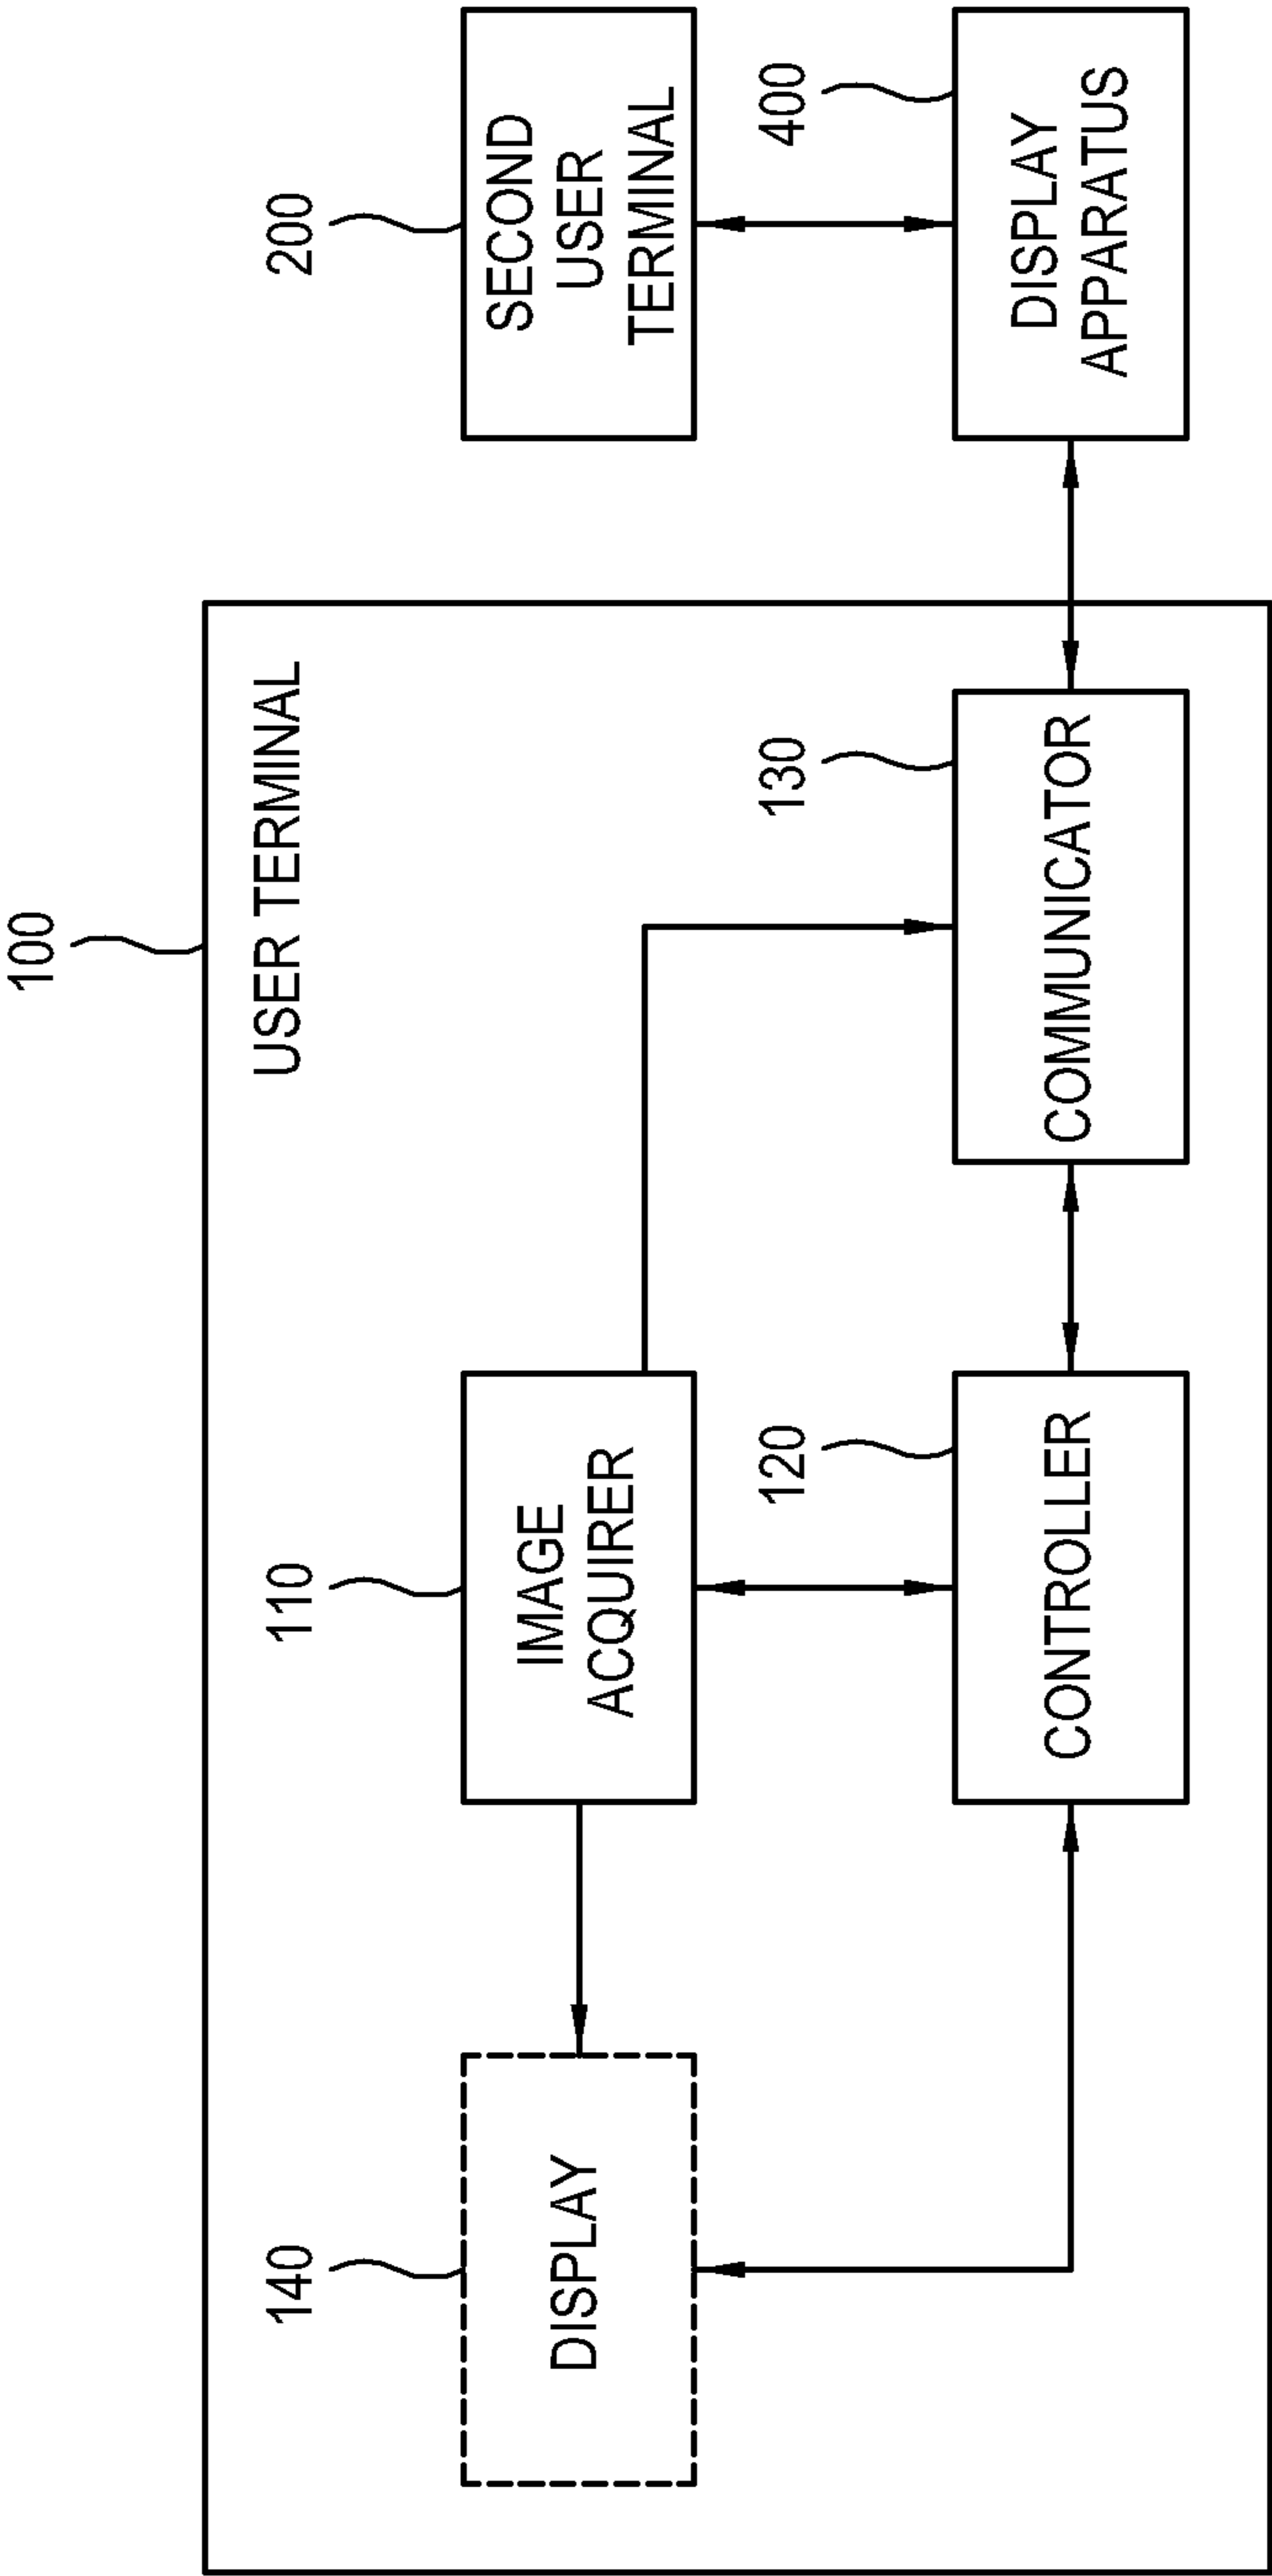 100
USER TERMINAL
140
DISPLAY
110
IMAGE
ACQUIRER
200
SECOND
USER
TERMINAL
120
CONTROLLER
130
COMMUNICATOR
400
DISPLAY
APPARATUS